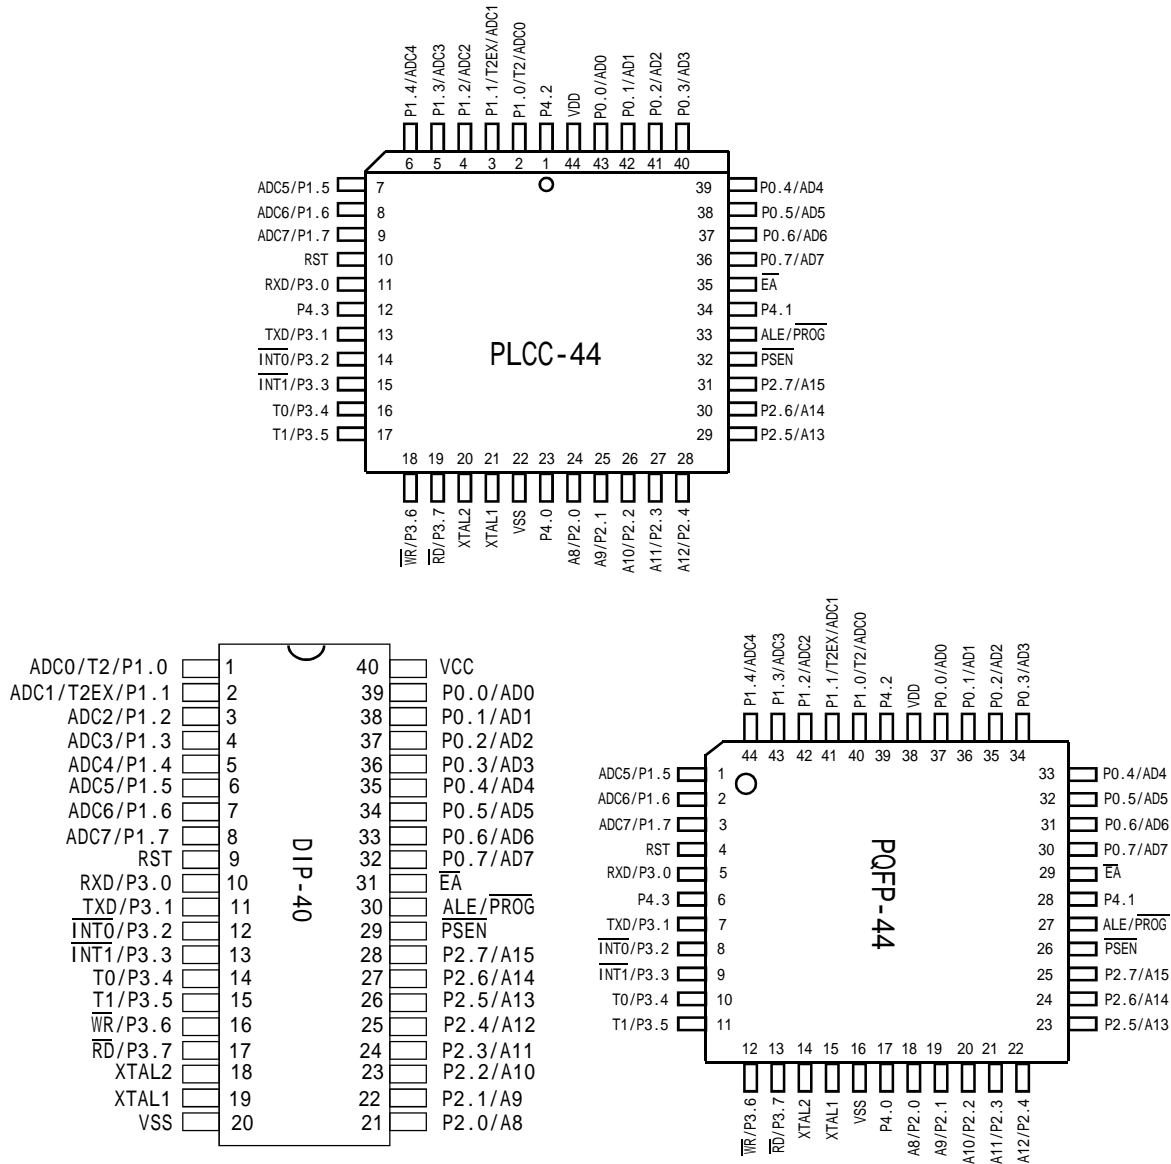 P1.4/ADC4
P1.3/ADC3
P1.2/ADC2
P1.1/T2EX/ADC1
P1.0/T2/ADC0
P4.2
VDD
P0.0/AD0
P0.1/AD1
P0.2/AD2
P0.3/AD3
6 5 4 3 2 1 44 43 42 41 40
ADC5/P1.5 7 39 P0.4/AD4
ADC6/P1.6 8 38 P0.5/AD5
ADC7/P1.7 9 37 P0.6/AD6
RST 10 36 P0.7/AD7
RXD/P3.0 11 35 EA
P4.3 12 34 P4.1
TXD/P3.1 13 33 ALE/PROG
INT0/P3.2 14 32 PSEN
INT1/P3.3 15 31 P2.7/A15
T0/P3.4 16 30 P2.6/A14
T1/P3.5 17 29 P2.5/A13
PLCC-44
18 19 20 21 22 23 24 25 26 27 28
WR/P3.6
RD/P3.7
XTAL2
XTAL1
VSS
P4.0
A8/P2.0
A9/P2.1
A10/P2.2
A11/P2.3
A12/P2.4
ADC0/T2/P1.0 1 40 VCC
ADC1/T2EX/P1.1 2 39 P0.0/AD0
ADC2/P1.2 3 38 P0.1/AD1
ADC3/P1.3 4 37 P0.2/AD2
ADC4/P1.4 5 36 P0.3/AD3
ADC5/P1.5 6 35 P0.4/AD4
ADC6/P1.6 7 34 P0.5/AD5
ADC7/P1.7 8 33 P0.6/AD6
RST 9 32 P0.7/AD7
RXD/P3.0 10 31 EA
TXD/P3.1 11 30 ALE/PROG
INT0/P3.2 12 29 PSEN
INT1/P3.3 13 28 P2.7/A15
T0/P3.4 14 27 P2.6/A14
T1/P3.5 15 26 P2.5/A13
WR/P3.6 16 25 P2.4/A12
RD/P3.7 17 24 P2.3/A11
XTAL2 18 23 P2.2/A10
XTAL1 19 22 P2.1/A9
VSS 20 21 P2.0/A8
DIP-40
P1.4/ADC4
P1.3/ADC3
P1.2/ADC2
P1.1/T2EX/ADC1
P1.0/T2/ADC0
P4.2
VDD
P0.0/AD0
P0.1/AD1
P0.2/AD2
P0.3/AD3
44 43 42 41 40 39 38 37 36 35 34
ADC5/P1.5 1 33 P0.4/AD4
ADC6/P1.6 2 32 P0.5/AD5
ADC7/P1.7 3 31 P0.6/AD6
RST 4 30 P0.7/AD7
RXD/P3.0 5 29 EA
P4.3 6 28 P4.1
TXD/P3.1 7 27 ALE/PROG
INT0/P3.2 8 26 PSEN
INT1/P3.3 9 25 P2.7/A15
T0/P3.4 10 24 P2.6/A14
T1/P3.5 11 23 P2.5/A13
PQFP-44
12 13 14 15 16 17 18 19 20 21 22
WR/P3.6
RD/P3.7
XTAL2
XTAL1
VSS
P4.0
A8/P2.0
A9/P2.1
A10/P2.2
A11/P2.3
A12/P2.4